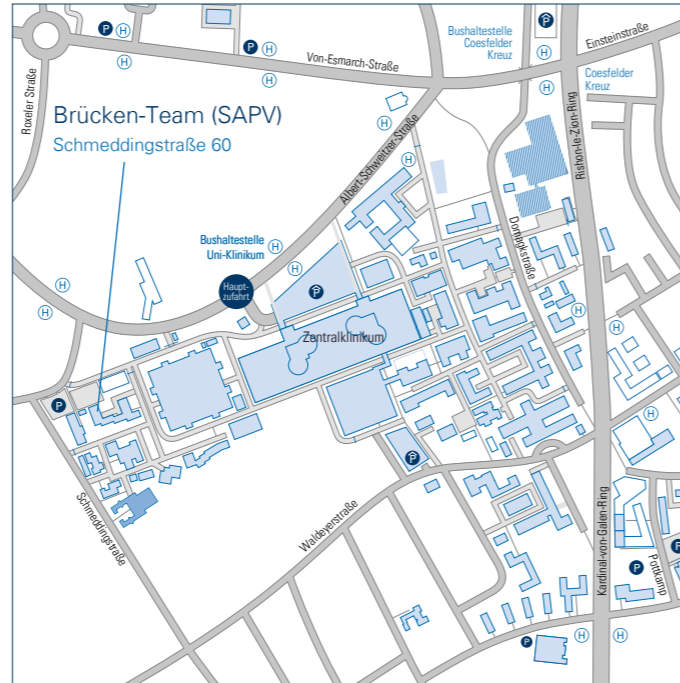 P
H
H
P
H
H
Von-Esmarch-Straße
Bushaltestelle
Coesfelder
Kreuz
P
H
H
Einsteinstraße
Coesfelder
Kreuz
Roxeler Straße
Rishon-le-Zion-Ring
Brücken-Team (SAPV)
Schmeddingstraße 60
Albert-Schweitzer-Straße
H
Domagkstraße
Bushaltestelle
Uni-Klinikum
H
H
H
H
Haupt-
zufahrt
P
Zentralklinikum
H
H
P
H
H
P
Schmeddingstraße
Waldeyerstraße
Kardinal-von-Galen-Ring
P
P
Pottkamp
P
H
H